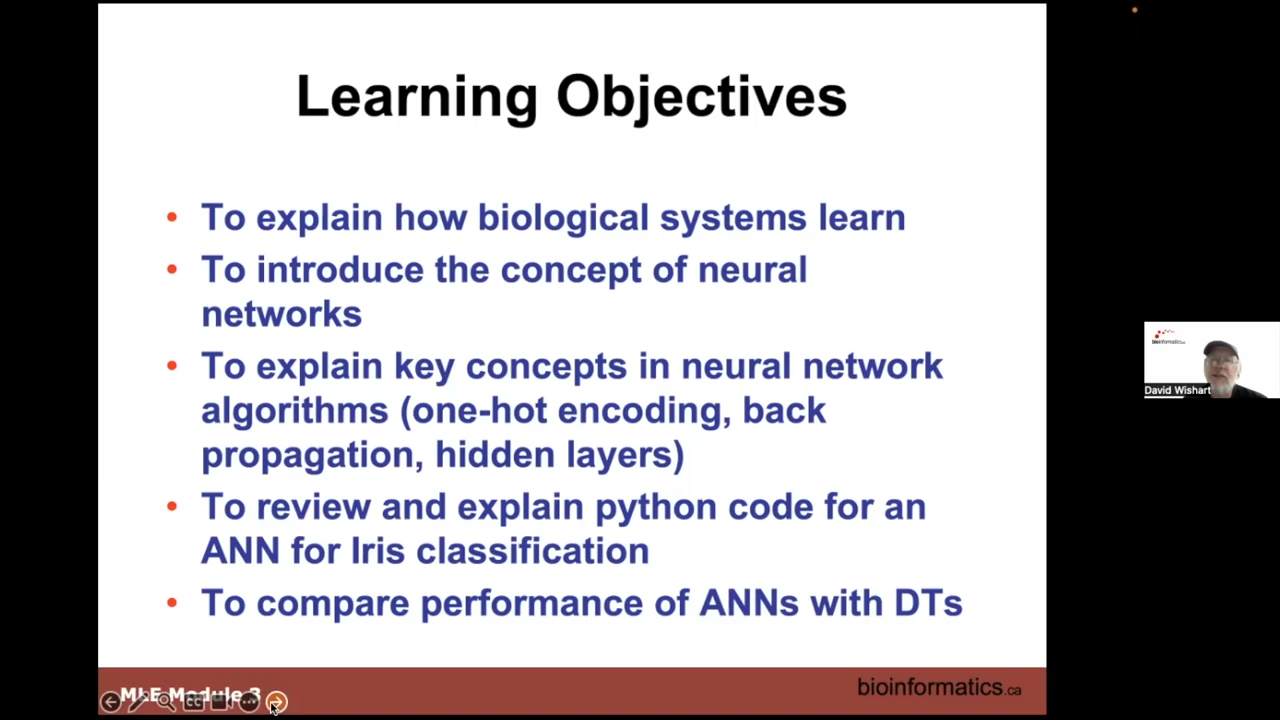 Learning Objectives
• To explain how biological systems learn
• To introduce the concept of neural
networks
• To explain key concepts in neural network
algorithms (one-hot encoding, back
propagation, hidden layers)
• To review and explain python code for an
ANN for Iris classification
• To compare performance of ANNs with DTs
MLE Module 3
bioinformatics.ca
bioinformatics.ca
David Wishart